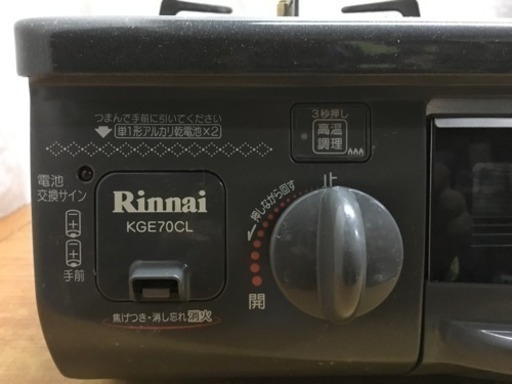 つまんで手前に引いてください
単1形アルカリ乾電池×2
3秒押し
高温
調理
電池
交換サイン
手前
Rinnai
KGE70CL
焦げつき・消し忘れ消火
止
押しながら回す
開